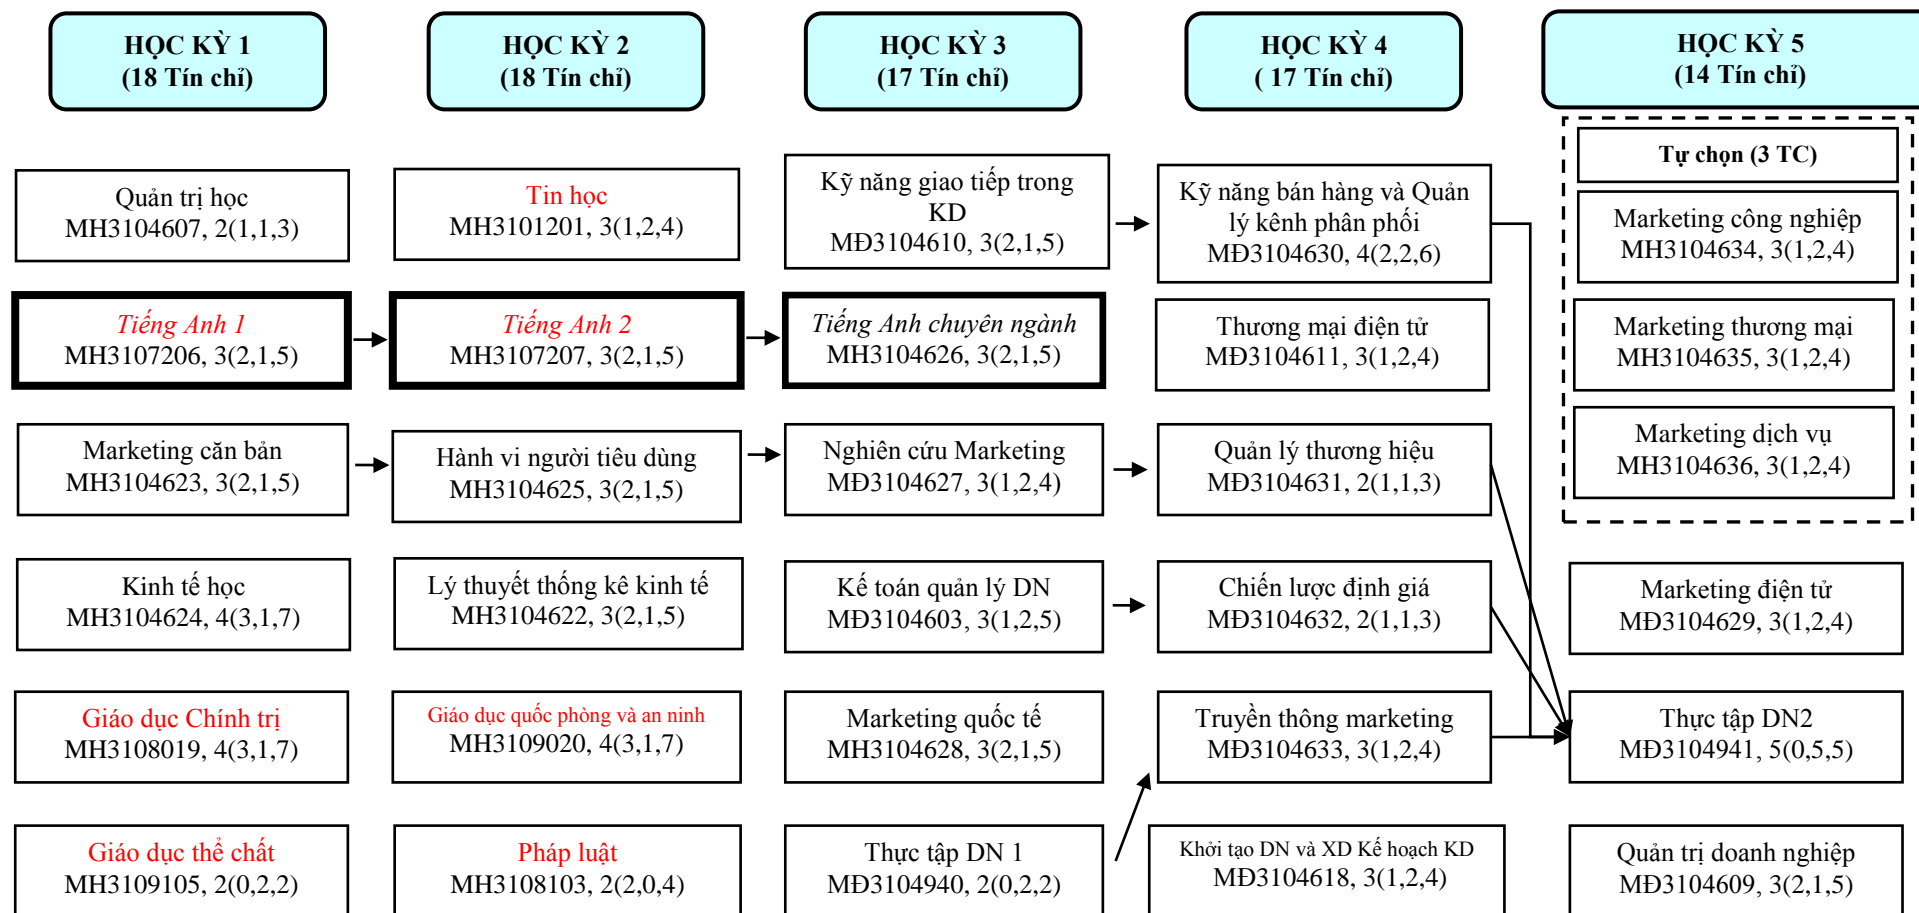 HỌC KỲ 1
(18 Tín chỉ)
HỌC KỲ 2
(18 Tín chỉ)
HỌC KỲ 3
(17 Tín chỉ)
HỌC KỲ 4
( 17 Tín chỉ)
HỌC KỲ 5
(14 Tín chỉ)
Quản trị học
MH3104607, 2(1,1,3)
Tiếng Anh 1
MH3107206, 3(2,1,5)
Marketing căn bản
MH3104623, 3(2,1,5)
Kinh tế học
MH3104624, 4(3,1,7)
Giáo dục Chính trị
MH3108019, 4(3,1,7)
Giáo dục thể chất
MH3109105, 2(0,2,2)
Tin học
MH3101201, 3(1,2,4)
Tiếng Anh 2
MH3107207, 3(2,1,5)
Hành vi người tiêu dùng
MH3104625, 3(2,1,5)
Lý thuyết thống kê kinh tế
MH3104622, 3(2,1,5)
Giáo dục quốc phòng và an ninh
MH3109020, 4(3,1,7)
Pháp luật
MH3108103, 2(2,0,4)
Kỹ năng giao tiếp trong
KD
MĐ3104610, 3(2,1,5)
Tiếng Anh chuyên ngành
MH3104626, 3(2,1,5)
Nghiên cứu Marketing
MĐ3104627, 3(1,2,4)
Kế toán quản lý DN
MĐ3104603, 3(1,2,5)
Marketing quốc tế
MH3104628, 3(2,1,5)
Thực tập DN 1
MĐ3104940, 2(0,2,2)
Kỹ năng bán hàng và Quản
lý kênh phân phối
MĐ3104630, 4(2,2,6)
Thương mại điện tử
MĐ3104611, 3(1,2,4)
Quản lý thương hiệu
MĐ3104631, 2(1,1,3)
Chiến lược định giá
MĐ3104632, 2(1,1,3)
Truyền thông marketing
MĐ3104633, 3(1,2,4)
Khởi tạo DN và XD Kế hoạch KD
MĐ3104618, 3(1,2,4)
Tự chọn (3 TC)
Marketing công nghiệp
MH3104634, 3(1,2,4)
Marketing thương mại
MH3104635, 3(1,2,4)
Marketing dịch vụ
MH3104636, 3(1,2,4)
Marketing điện tử
MĐ3104629, 3(1,2,4)
Thực tập DN2
MĐ3104941, 5(0,5,5)
Quản trị doanh nghiệp
MĐ3104609, 3(2,1,5)